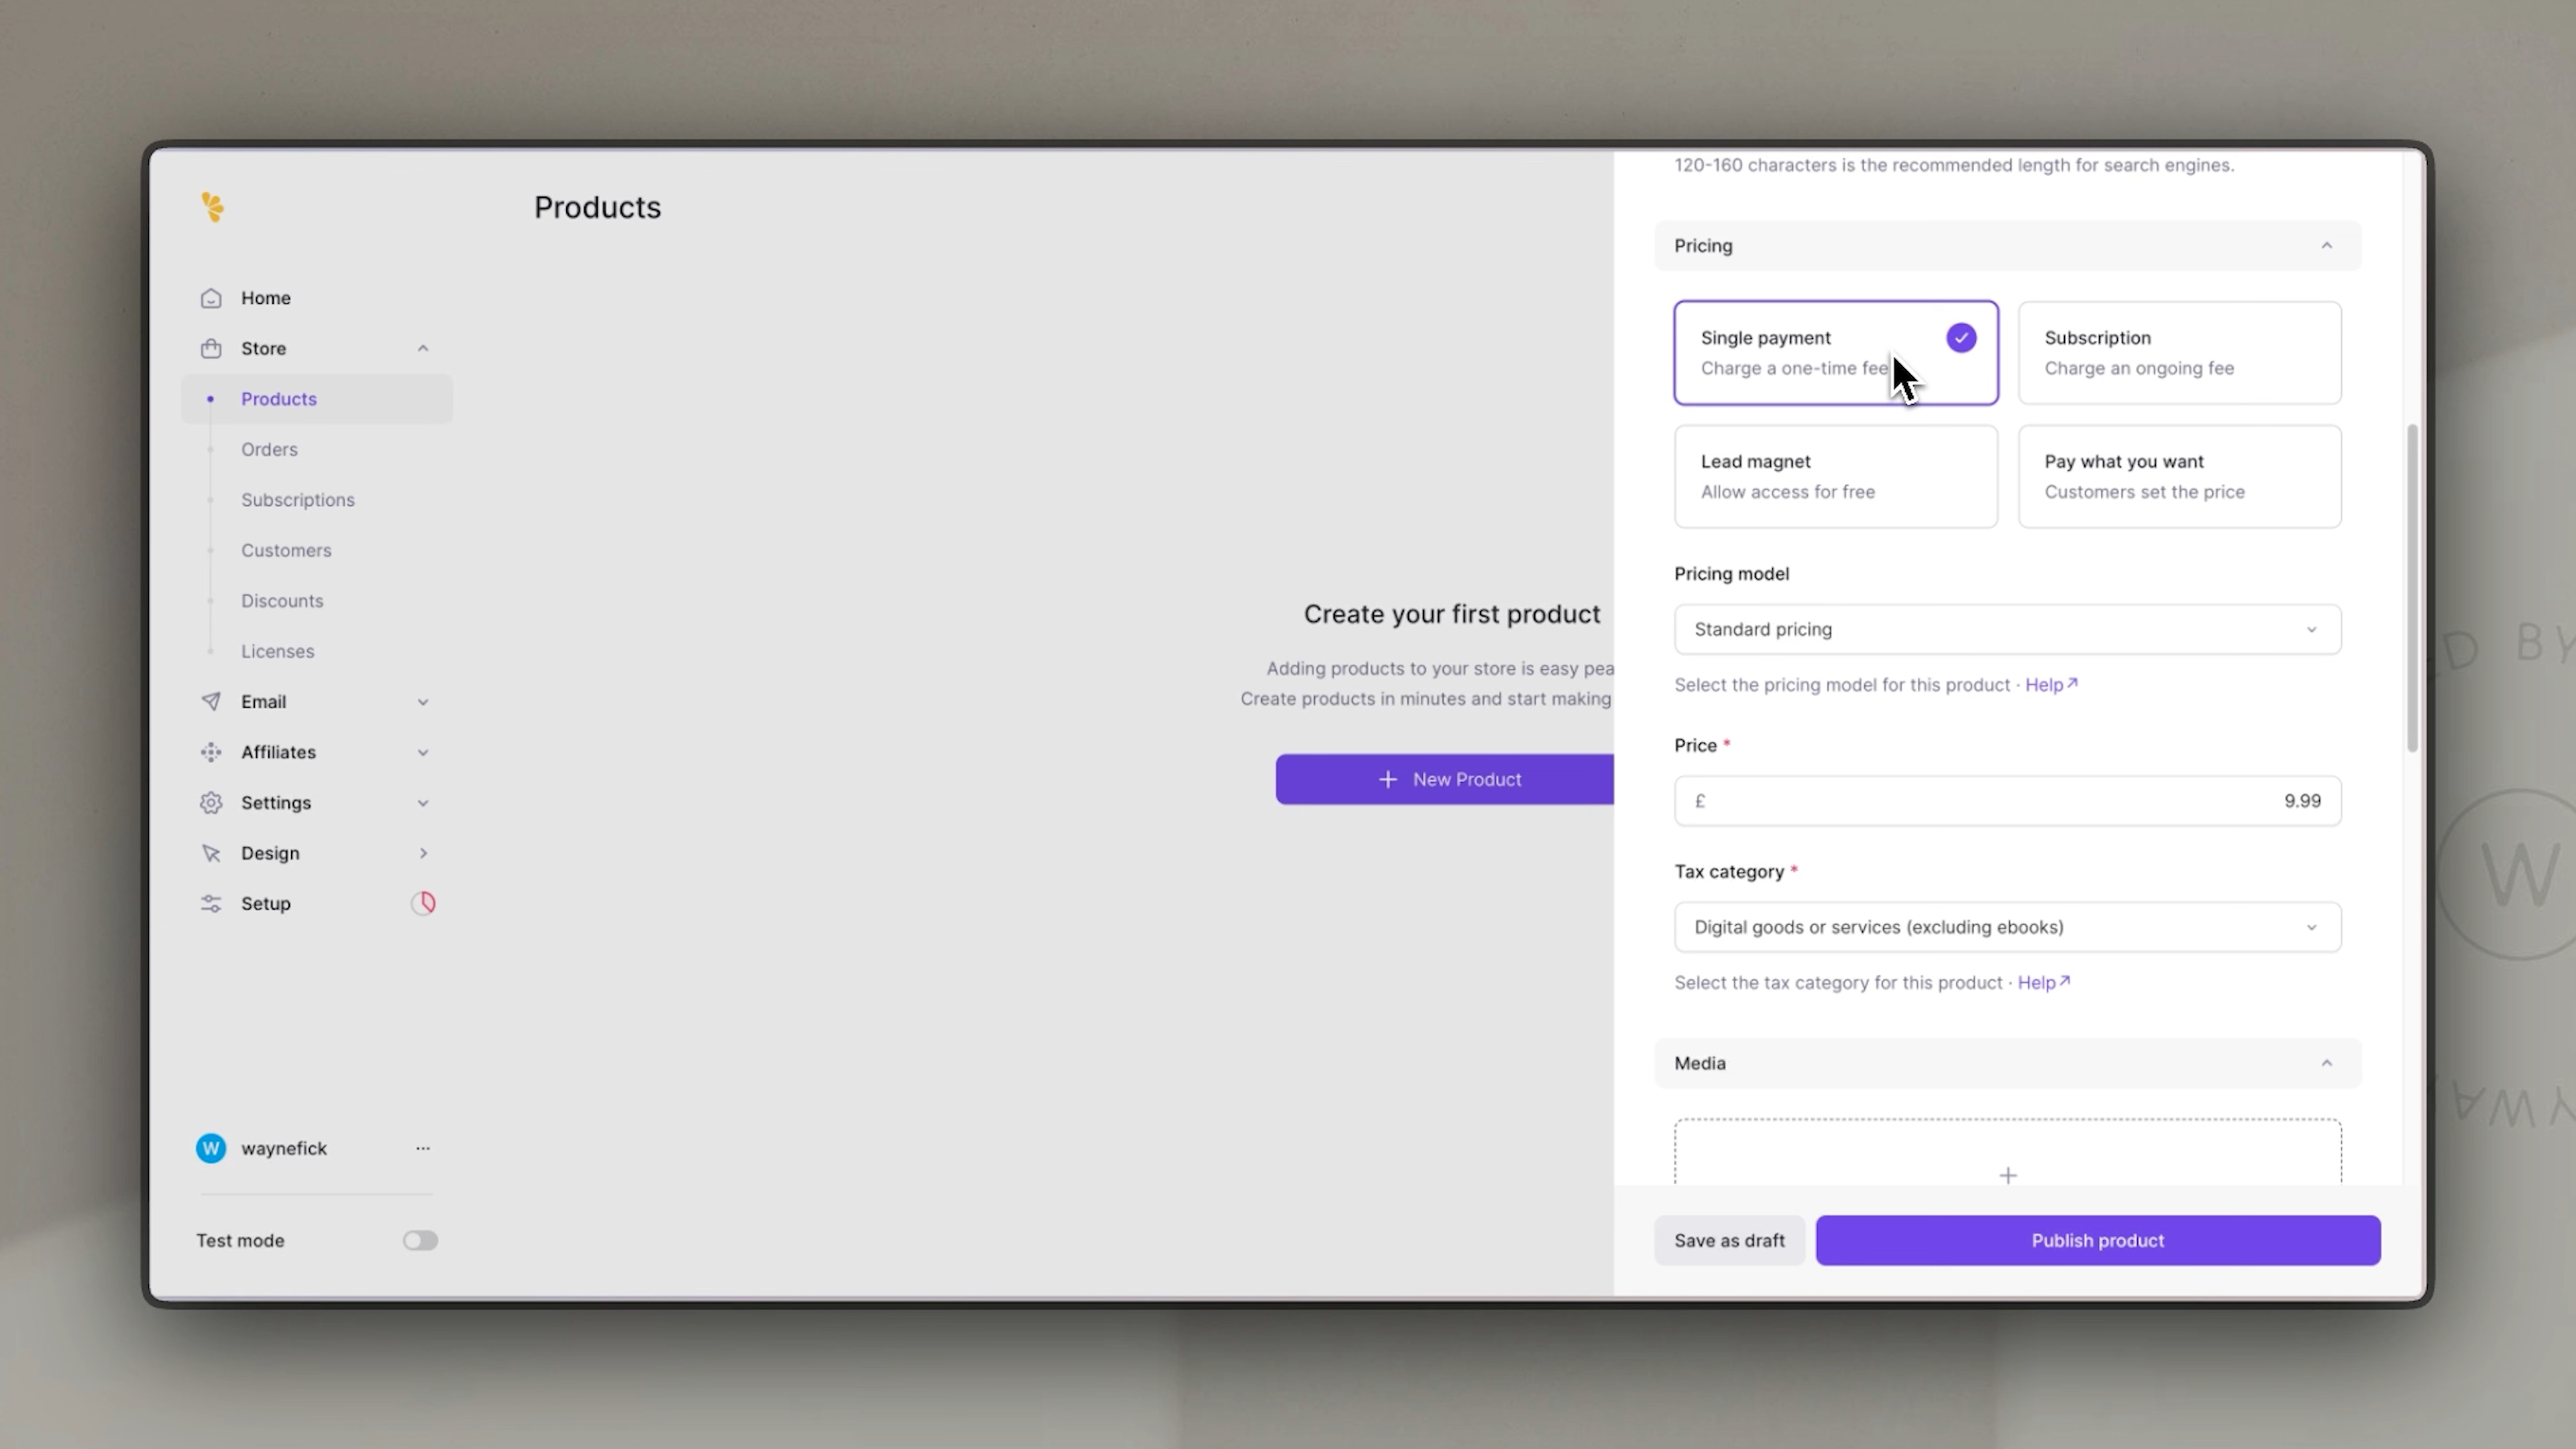 Products
Home
Store
Products
Orders
Subscriptions
Customers
Discounts
Licenses
Email
Affiliates
Settings
Design
Setup
W waynefick ...
Test mode
Create your first product
Adding products to your store is easy pea
Create products in minutes and start making
New Product
120-160 characters is the recommended length for search engines.
Pricing
Single payment
Charge a one-time fee
Subscription
Charge an ongoing fee
Lead magnet
Allow access for free
Pay what you want
Customers set the price
Pricing model
Standard pricing
Select the pricing model for this product · Help
Price *
£ 9.99
Tax category *
Digital goods or services (excluding ebooks)
Select the tax category for this product · Help
Media
Save as draft
Publish product
D BY
W